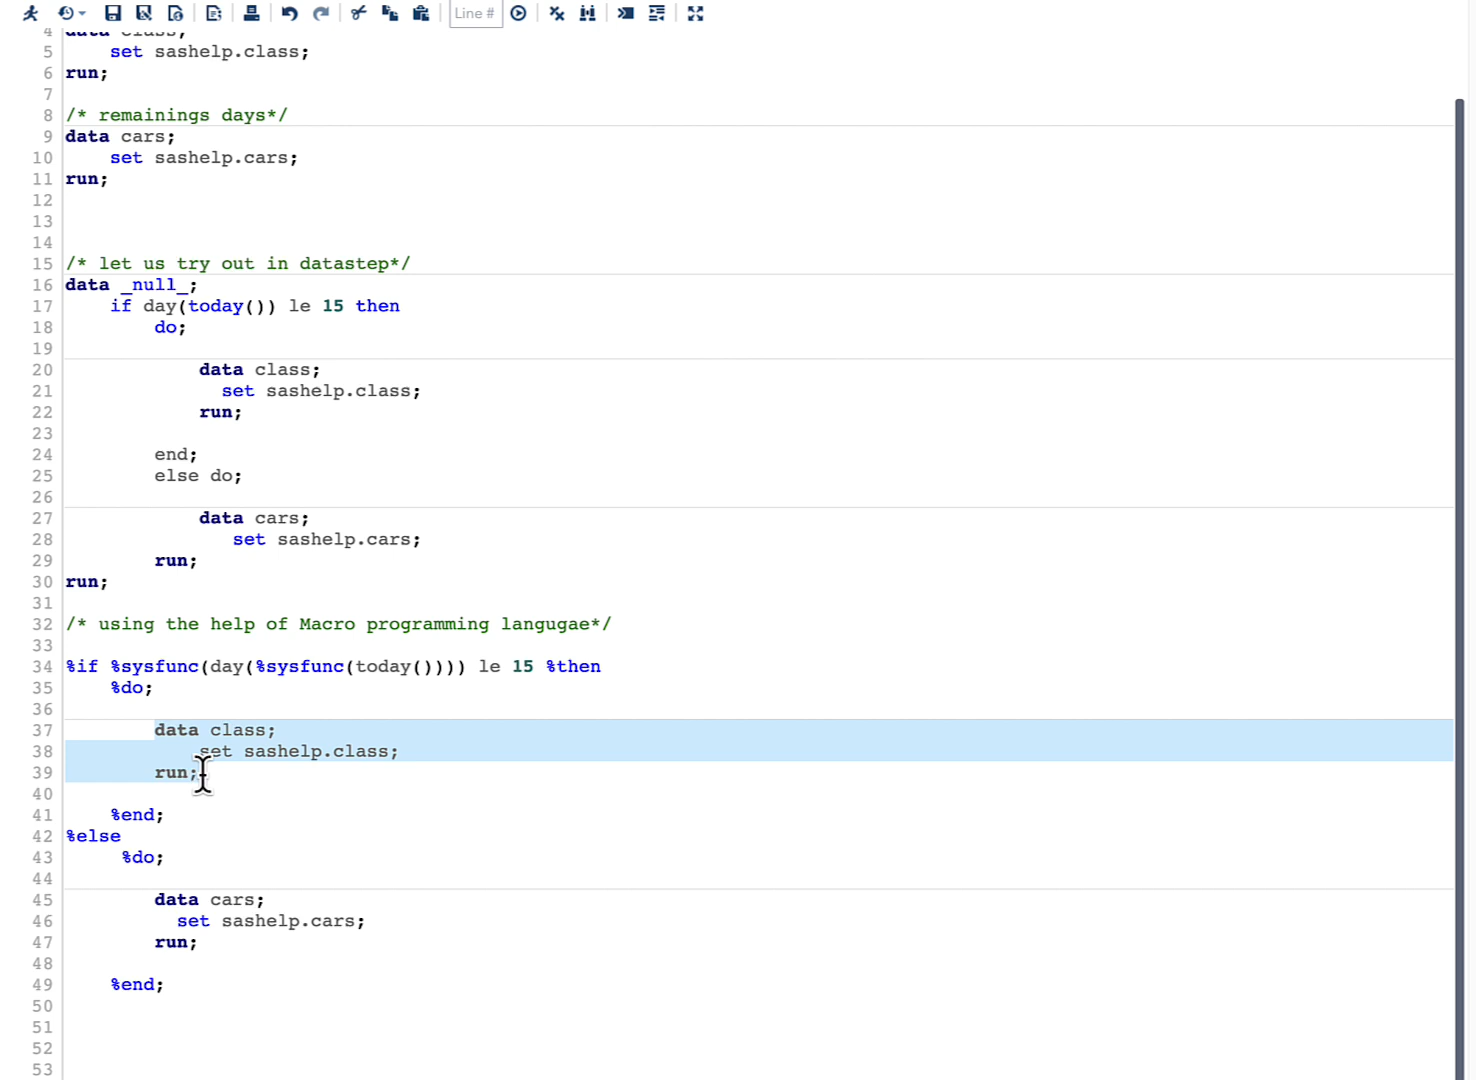 Line #
4 data class;
5 set sashelp.class;
6 run;
7
8 /* remainings days*/
9 data cars;
10 set sashelp.cars;
11 run;
12
13
14
15 /* let us try out in datastep*/
16 data _null_;
17 if day(today()) le 15 then
18 do;
19
20 data class;
21 set sashelp.class;
22 run;
23
24 end;
25 else do;
26
27 data cars;
28 set sashelp.cars;
29 run;
30 run;
31
32 /* using the help of Macro programming langugae*/
33
34 %if %sysfunc(day(%sysfunc(today()))) le 15 %then
35 %do;
36
37 data class;
38 set sashelp.class;
39 run;
40
41 %end;
42 %else
43 %do;
44
45 data cars;
46 set sashelp.cars;
47 run;
48
49 %end;
50
51
52
53